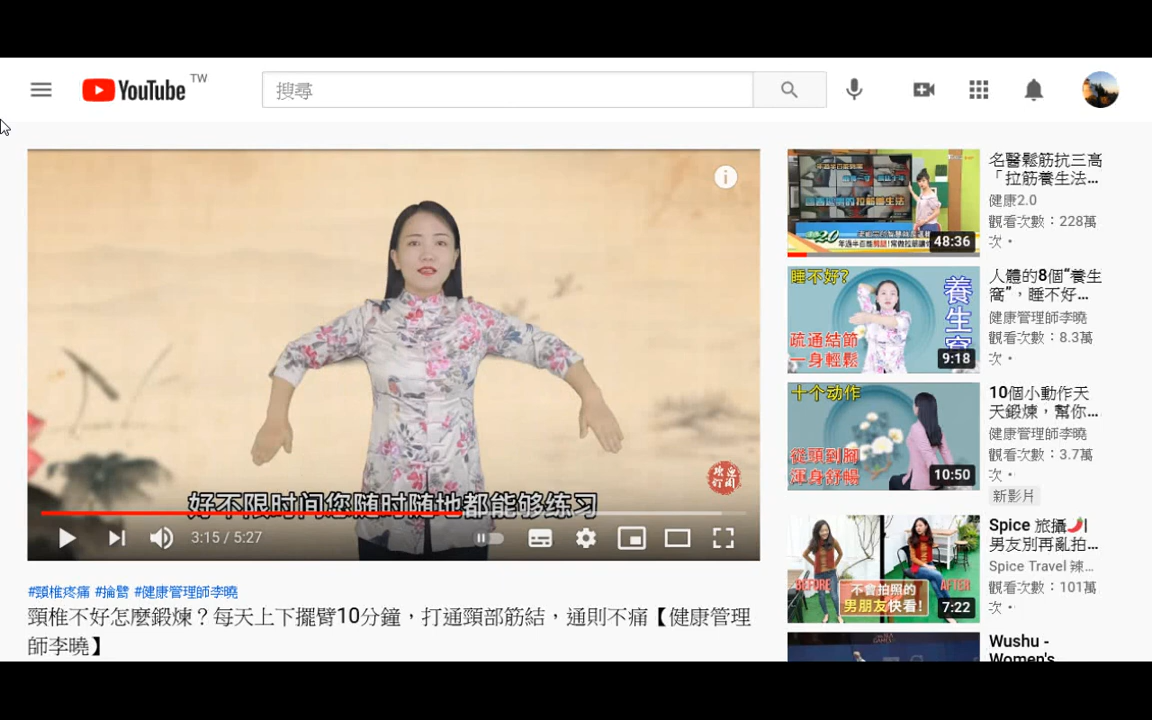 YouTube TW
搜尋
好不限时间您随时随地都能够练习
欢迎
订阅
3:15 / 5:27
#頸椎疼痛 #掄臂 #健康管理師李曉
頸椎不好怎麼鍛煉？每天上下擺臂10分鐘，打通頸部筋結，通則不痛【健康管理
師李曉】
48:36
名醫鬆筋抗三高
「拉筋養生法...
健康2.0
觀看次數：228萬
次・
睡不好?
養生窩
疏通結節
一身輕鬆
9:18
人體的8個“養生
窩”，睡不好...
健康管理師李曉
觀看次數：8.3萬
次・
十个动作
從頭到腳
渾身舒暢
10:50
10個小動作天
天鍛煉，幫你...
健康管理師李曉
觀看次數：3.7萬
次・
新影片
BEFORE
AFTER
不會拍照的
男朋友快看!
7:22
Spice 旅攝🌶️|
男友別再亂拍...
Spice Travel 辣...
觀看次數：101萬
次・
Wushu -
Women's